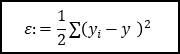 ε: = 1/2 ∑(yᵢ − y )²